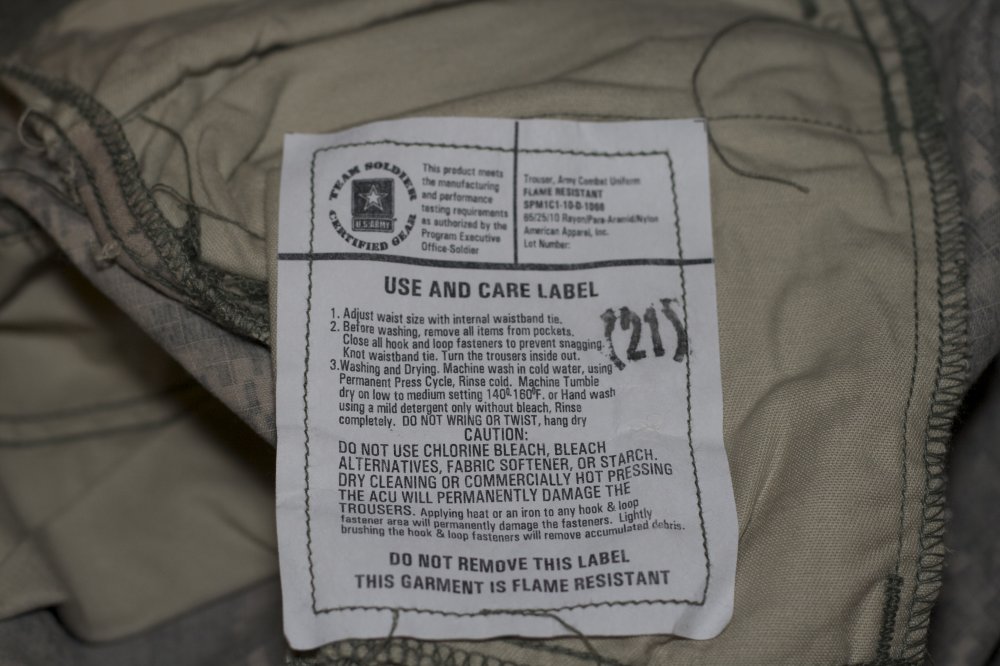 TEAM SOLDIER
U.S.ARMY
CERTIFIED GEAR
This product meets
the manufacturing
and performance
testing requirements
as authorized by the
Program Executive
Office-Soldier
Trouser, Army Combat Uniform
FLAME RESISTANT
SPM1C1-10-D-1068
65/25/10 Rayon/Para-Aramid/Nylon
American Apparel, Inc.
Lot Number:
USE AND CARE LABEL
1. Adjust waist size with internal waistband tie.
2. Before washing, remove all items from pockets.
Close all hook and loop fasteners to prevent snagging.
Knot waistband tie. Turn the trousers inside out.
3.Washing and Drying. Machine wash in cold water, using
Permanent Press Cycle, Rinse cold. Machine Tumble
dry on low to medium setting 140º-160ºF. or Hand wash
using a mild detergent only without bleach, Rinse
completely. DO NOT WRING OR TWIST, hang dry
(21)
CAUTION:
DO NOT USE CHLORINE BLEACH, BLEACH
ALTERNATIVES, FABRIC SOFTENER, OR STARCH.
DRY CLEANING OR COMMERCIALLY HOT PRESSING
THE ACU WILL PERMANENTLY DAMAGE THE
TROUSERS. Applying heat or an iron to any hook & loop
fastener area will permanently damage the fasteners. Lightly
brushing the hook & loop fasteners will remove accumulated debris.
DO NOT REMOVE THIS LABEL
THIS GARMENT IS FLAME RESISTANT